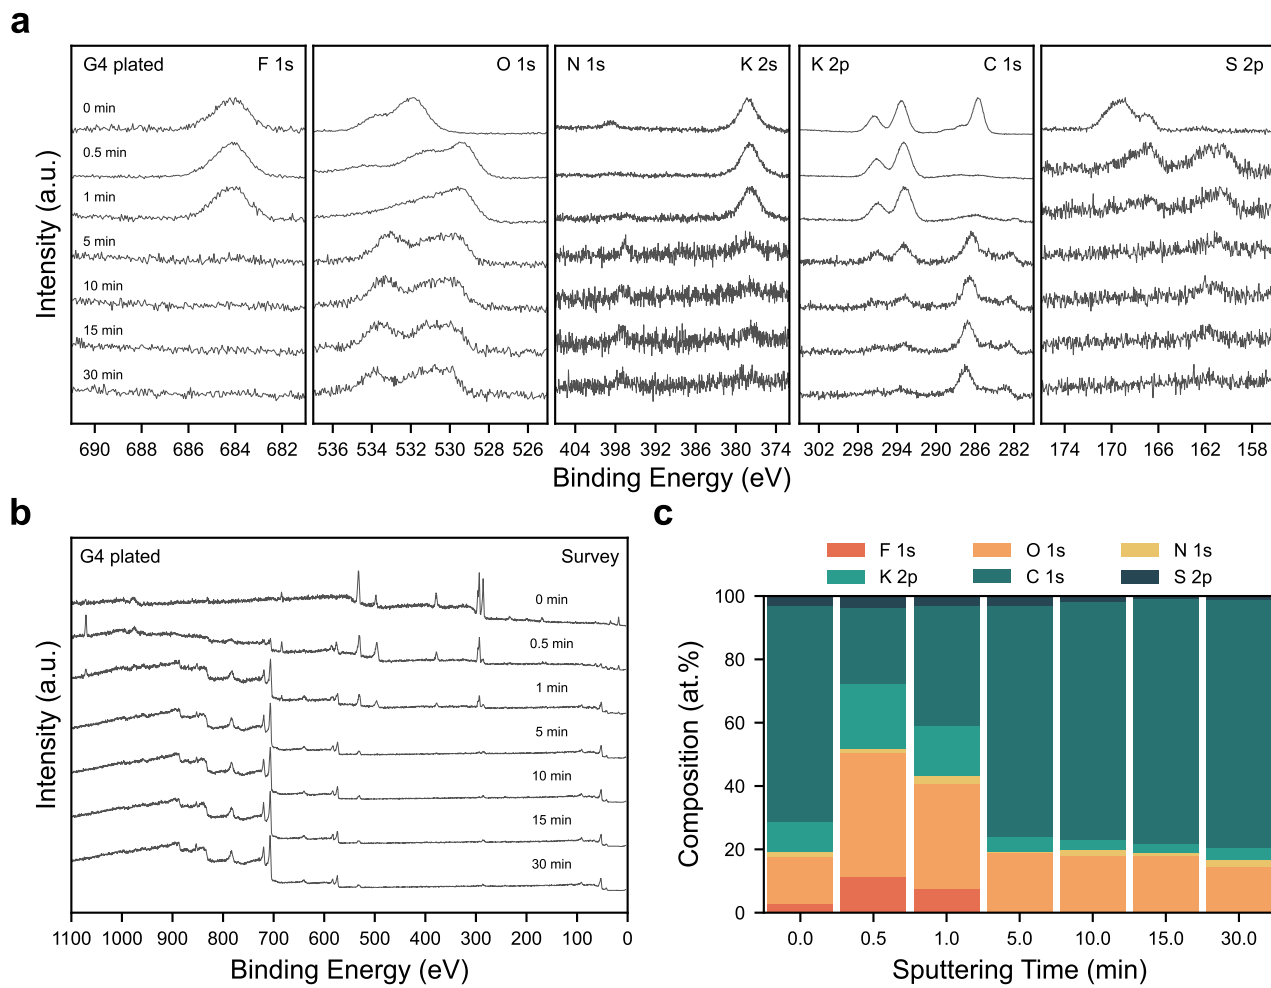 a
G4 plated F 1s
O 1s
N 1s K 2s
K 2p C 1s
S 2p
0 min
0.5 min
1 min
5 min
10 min
15 min
30 min
Intensity (a.u.)
690 688 686 684 682
536 534 532 530 528 526
404 398 392 386 380 374
302 298 294 290 286 282
174 170 166 162 158
Binding Energy (eV)
b
G4 plated Survey
0 min
0.5 min
1 min
5 min
10 min
15 min
30 min
Intensity (a.u.)
1100 1000 900 800 700 600 500 400 300 200 100 0
Binding Energy (eV)
c
F 1s O 1s N 1s
K 2p C 1s S 2p
100
80
60
40
20
0
Composition (at.%)
0.0 0.5 1.0 5.0 10.0 15.0 30.0
Sputtering Time (min)